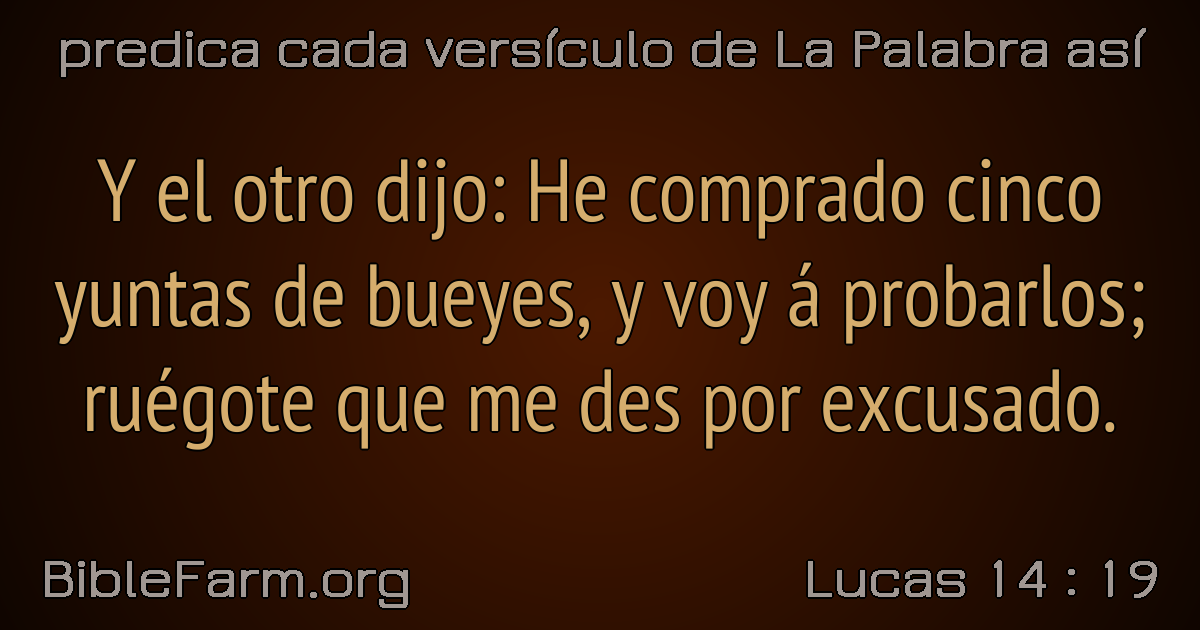 predica cada versículo de La Palabra así
Y el otro dijo: He comprado cinco
yuntas de bueyes, y voy á probarlos;
ruégote que me des por excusado.
BibleFarm.org
Lucas 14 : 19